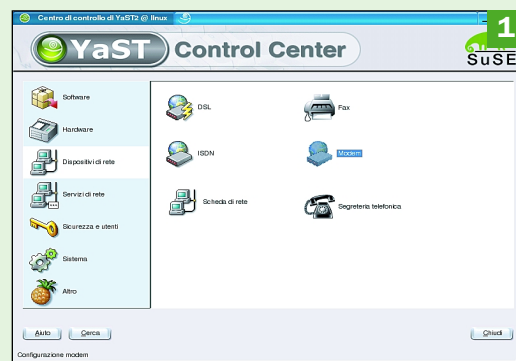 Centro di controllo di YaST2 @ linux
1
YaST Control Center
SuSE
Software
Hardware
Dispositivi di rete
Servizi di rete
Sicurezza e utenti
Sistema
Altro
DSL
Fax
ISDN
Modem
Scheda di rete
Segreteria telefonica
Aiuto
Cerca
Chiudi
Configurazione modem